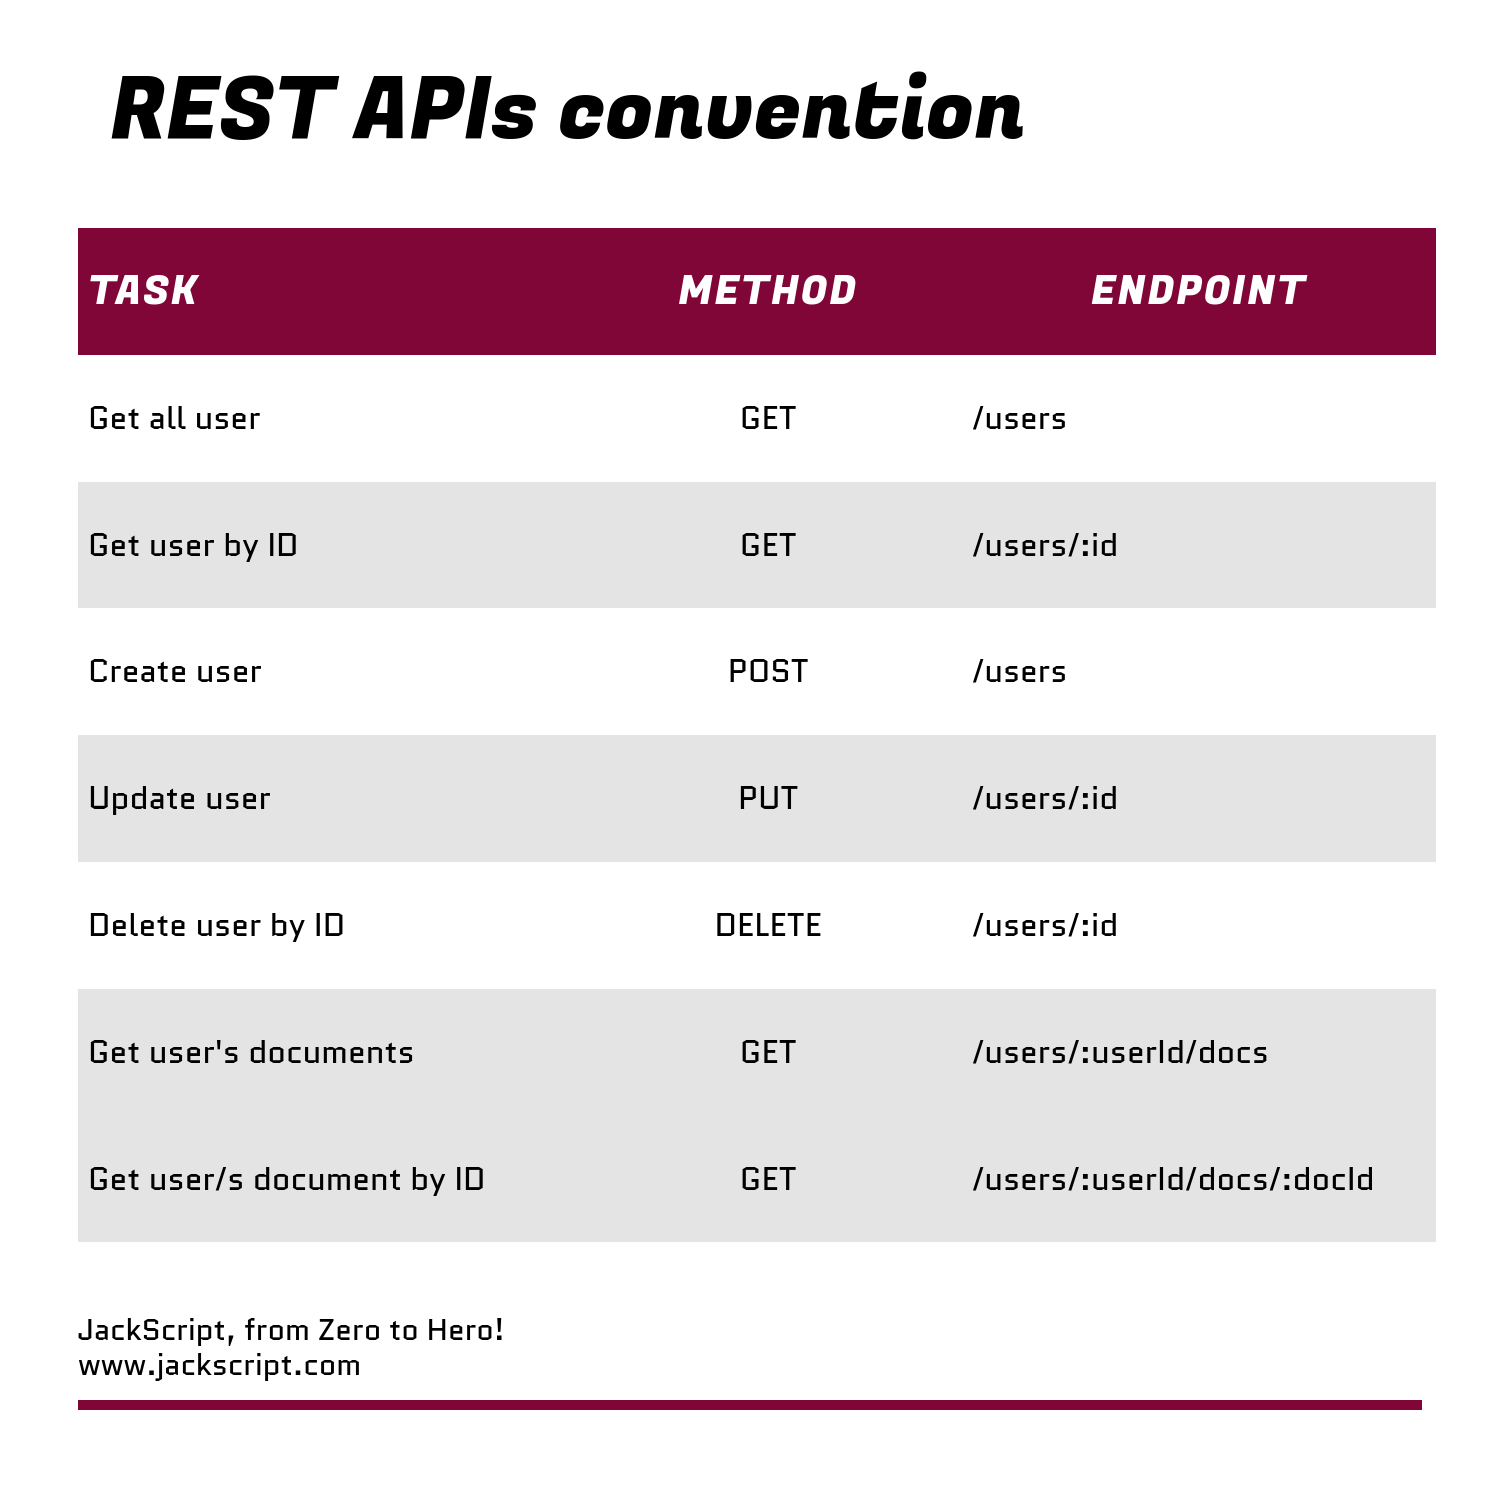 REST APIs convention
TASK METHOD ENDPOINT
Get all user GET /users
Get user by ID GET /users/:id
Create user POST /users
Update user PUT /users/:id
Delete user by ID DELETE /users/:id
Get user's documents GET /users/:userId/docs
Get user/s document by ID GET /users/:userId/docs/:docId
JackScript, from Zero to Hero!
www.jackscript.com